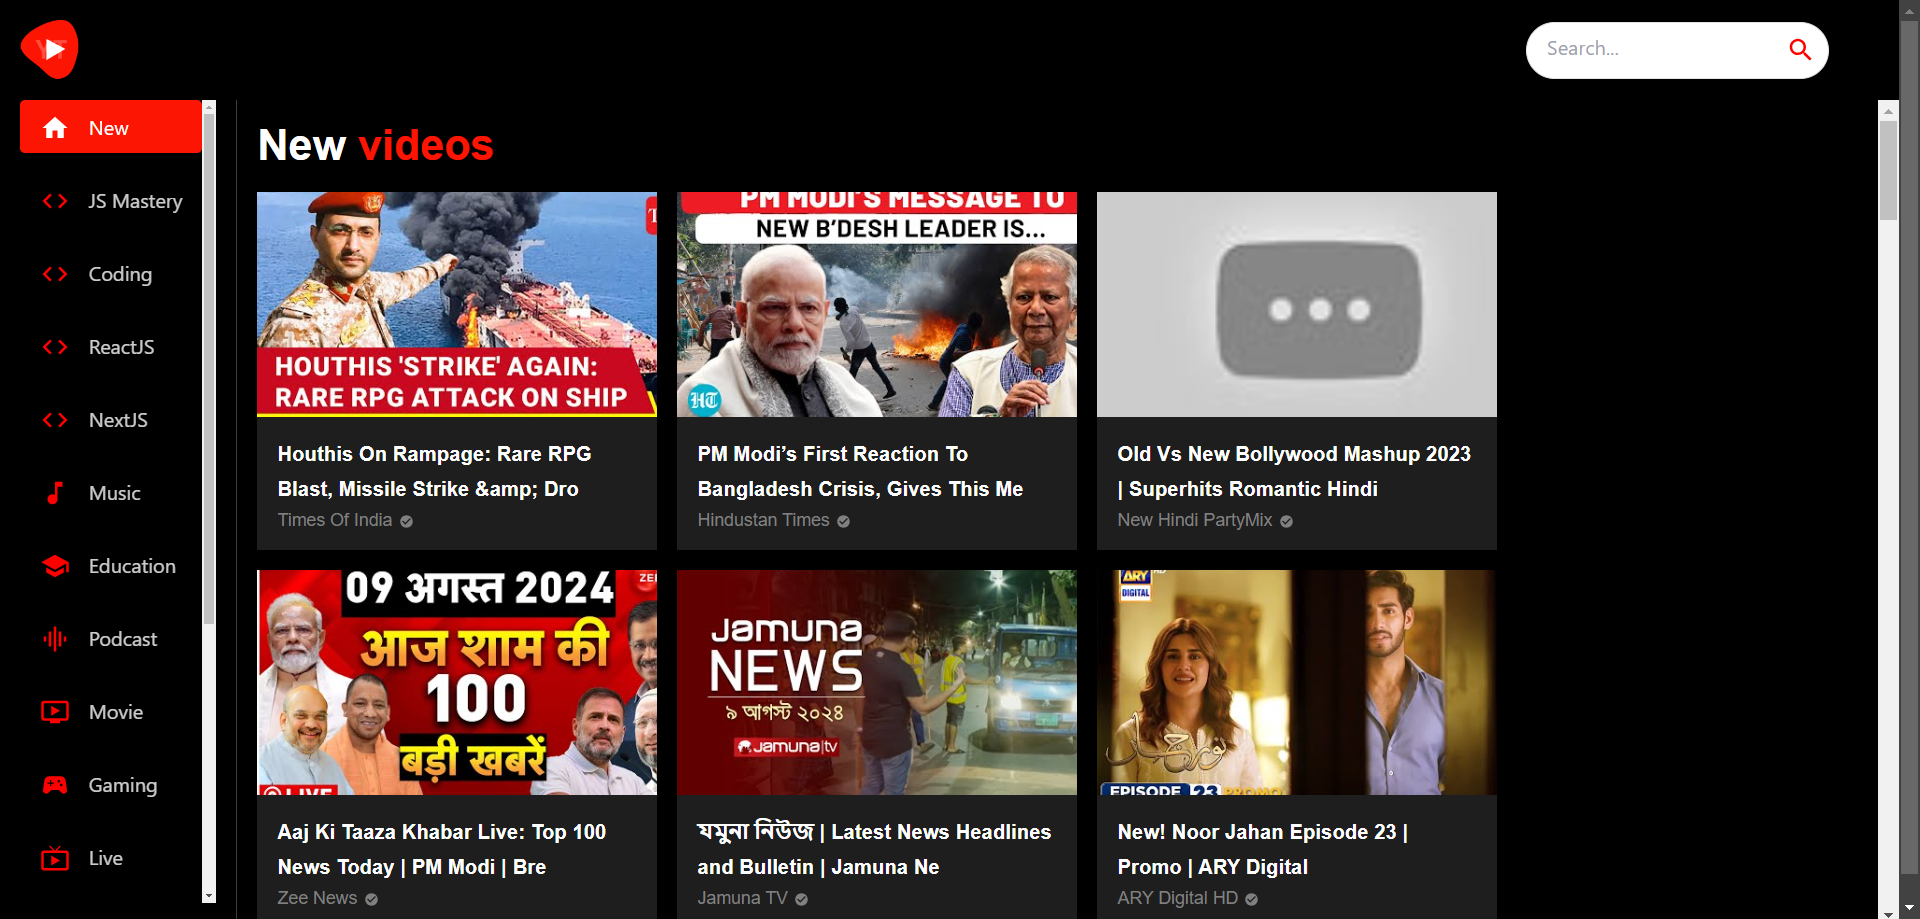 YT
Search...
New
JS Mastery
Coding
ReactJS
NextJS
Music
Education
Podcast
Movie
Gaming
Live
New videos
HOUTHIS 'STRIKE' AGAIN:
RARE RPG ATTACK ON SHIP
Houthis On Rampage: Rare RPG
Blast, Missile Strike &amp; Dro
Times Of India
PM MODI'S MESSAGE TO
NEW B'DESH LEADER IS...
HT
PM Modi’s First Reaction To
Bangladesh Crisis, Gives This Me
Hindustan Times
Old Vs New Bollywood Mashup 2023
| Superhits Romantic Hindi
New Hindi PartyMix
ZEE
09 अगस्त 2024
आज शाम की
100
बड़ी खबरें
LIVE
Aaj Ki Taaza Khabar Live: Top 100
News Today | PM Modi | Bre
Zee News
Jamuna
NEWS
৯ আগস্ট ২০২৪
Jamuna|tv
যমুনা নিউজ | Latest News Headlines
and Bulletin | Jamuna Ne
Jamuna TV
ARY HD
DIGITAL
نور جہاں
EPISODE 23 PROMO
New! Noor Jahan Episode 23 |
Promo | ARY Digital
ARY Digital HD